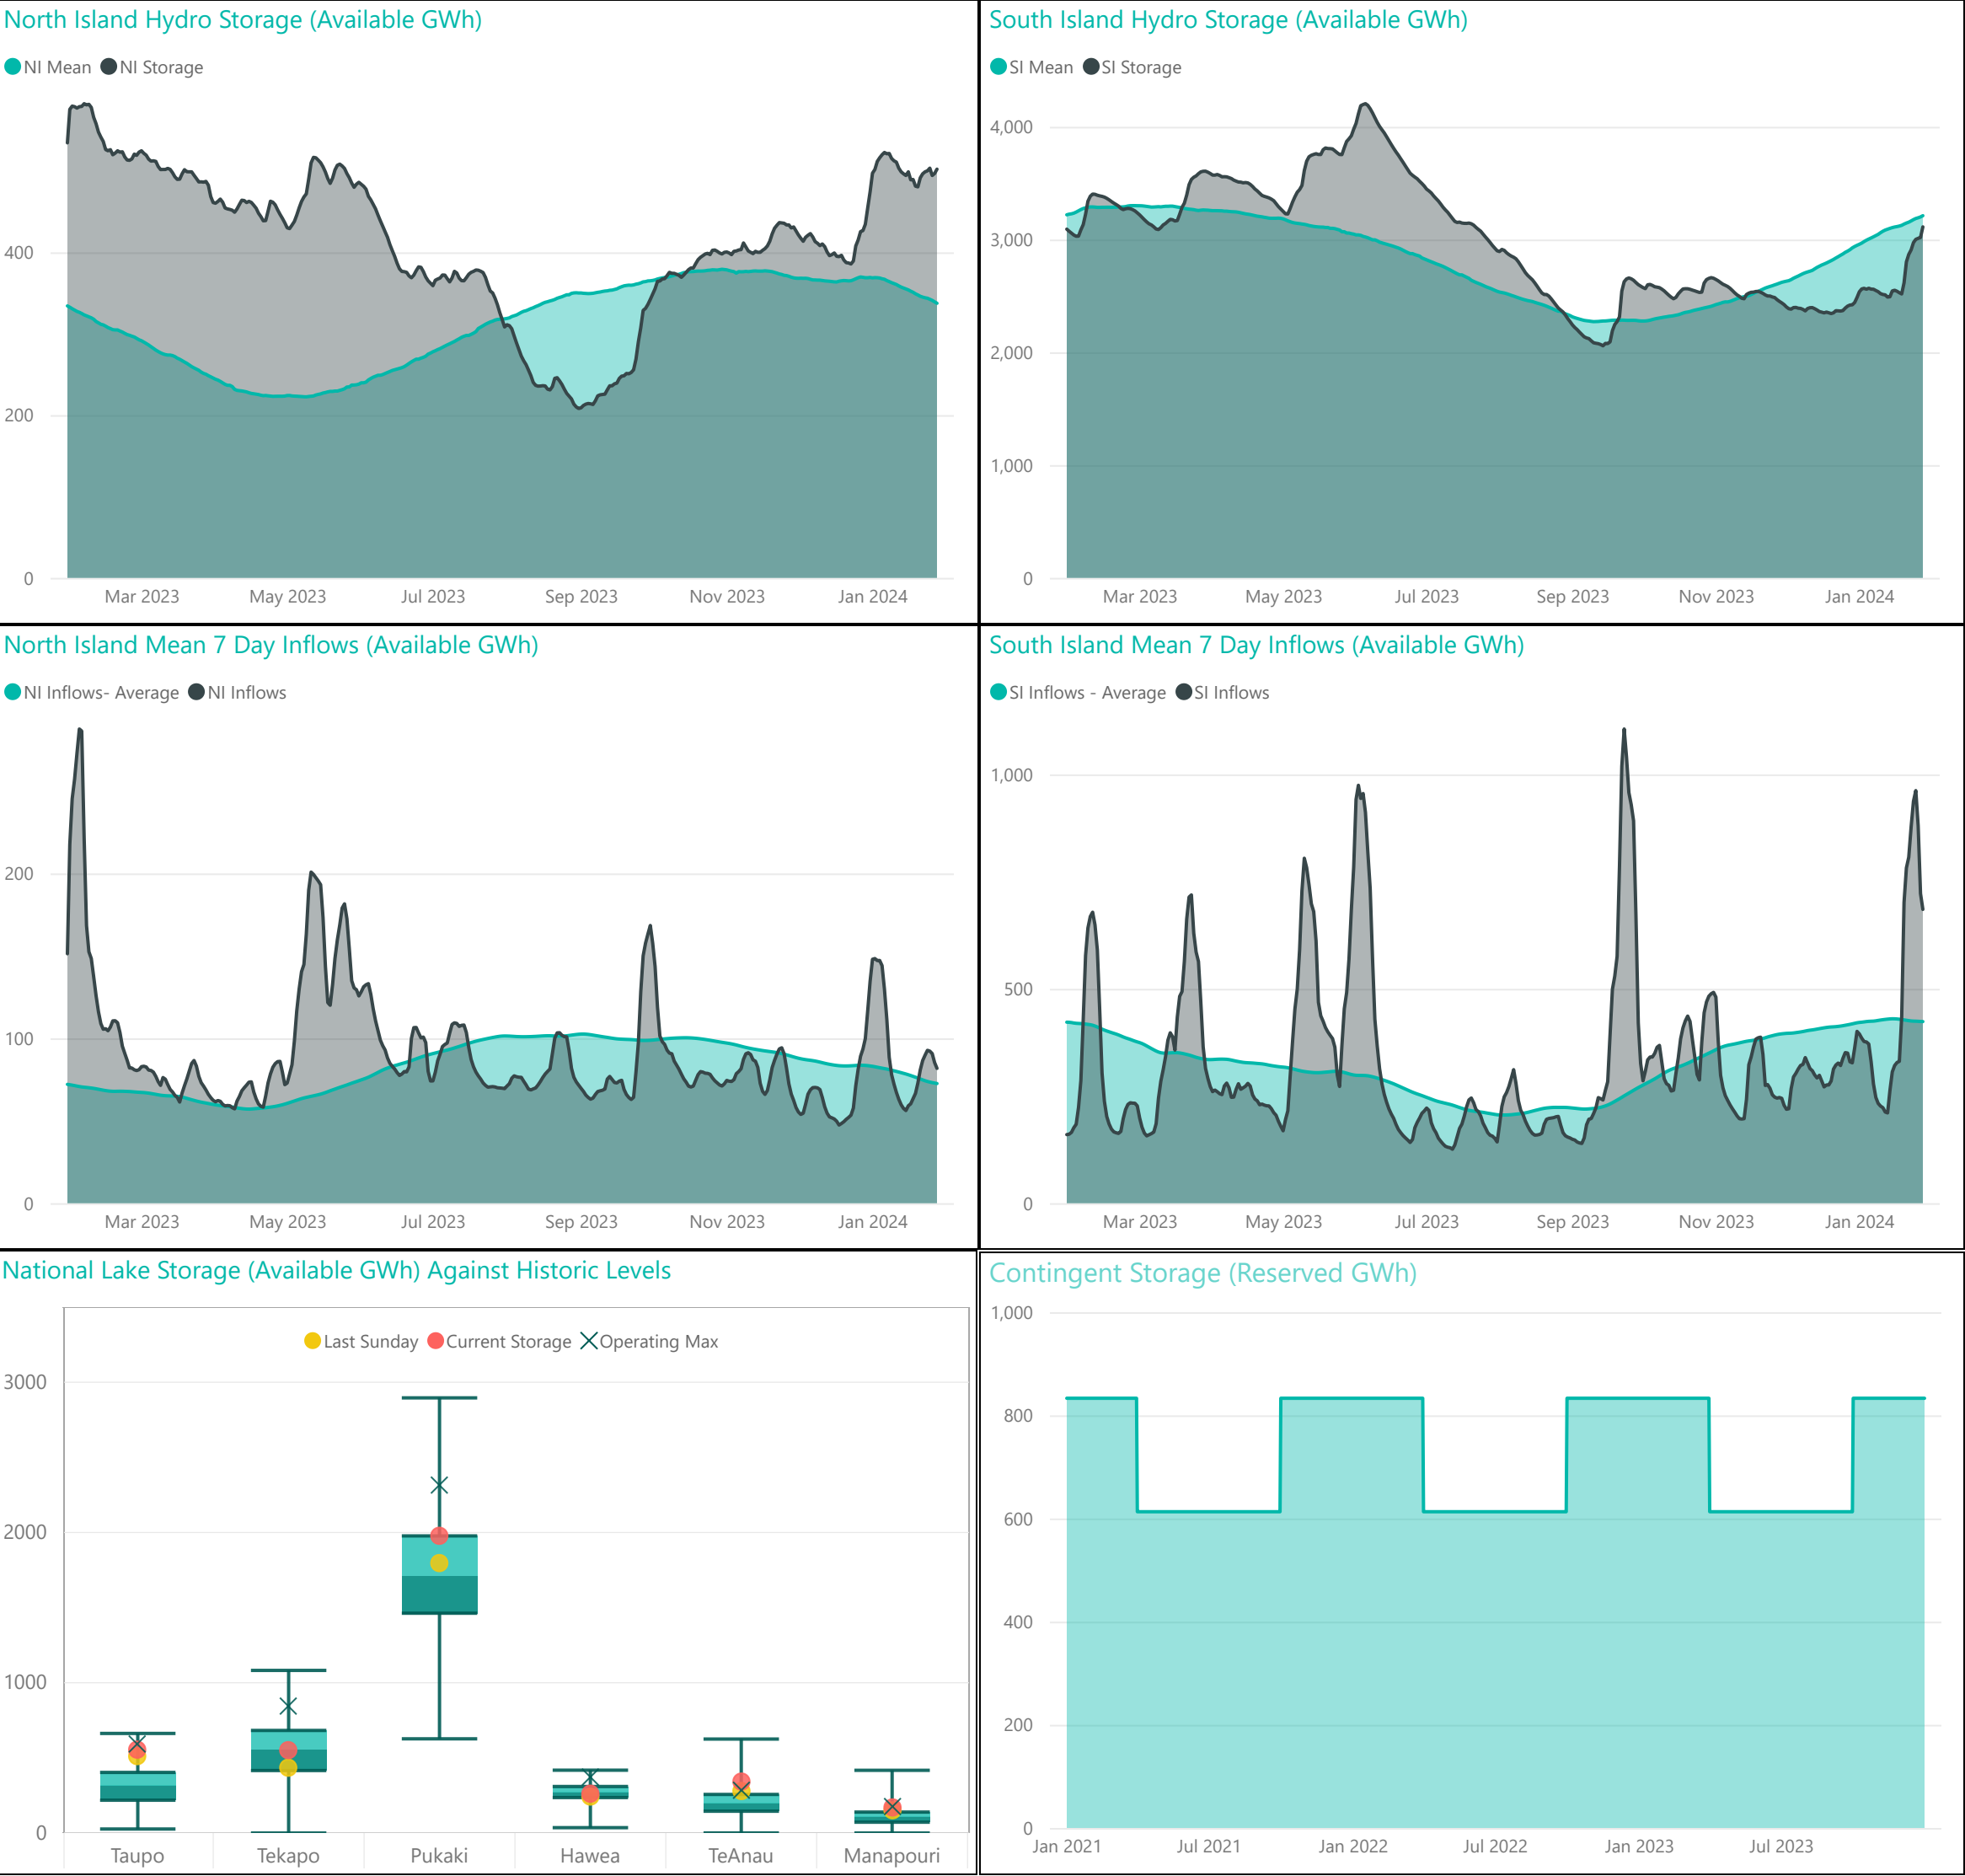 North Island Hydro Storage (Available GWh)
NI Mean NI Storage
400
200
0
Mar 2023 May 2023 Jul 2023 Sep 2023 Nov 2023 Jan 2024
South Island Hydro Storage (Available GWh)
SI Mean SI Storage
4,000
3,000
2,000
1,000
0
Mar 2023 May 2023 Jul 2023 Sep 2023 Nov 2023 Jan 2024
North Island Mean 7 Day Inflows (Available GWh)
NI Inflows- Average NI Inflows
200
100
0
Mar 2023 May 2023 Jul 2023 Sep 2023 Nov 2023 Jan 2024
South Island Mean 7 Day Inflows (Available GWh)
SI Inflows - Average SI Inflows
1,000
500
0
Mar 2023 May 2023 Jul 2023 Sep 2023 Nov 2023 Jan 2024
National Lake Storage (Available GWh) Against Historic Levels
Last Sunday Current Storage Operating Max
3000
2000
1000
0
Taupo Tekapo Pukaki Hawea TeAnau Manapouri
Contingent Storage (Reserved GWh)
1,000
800
600
400
200
0
Jan 2021 Jul 2021 Jan 2022 Jul 2022 Jan 2023 Jul 2023